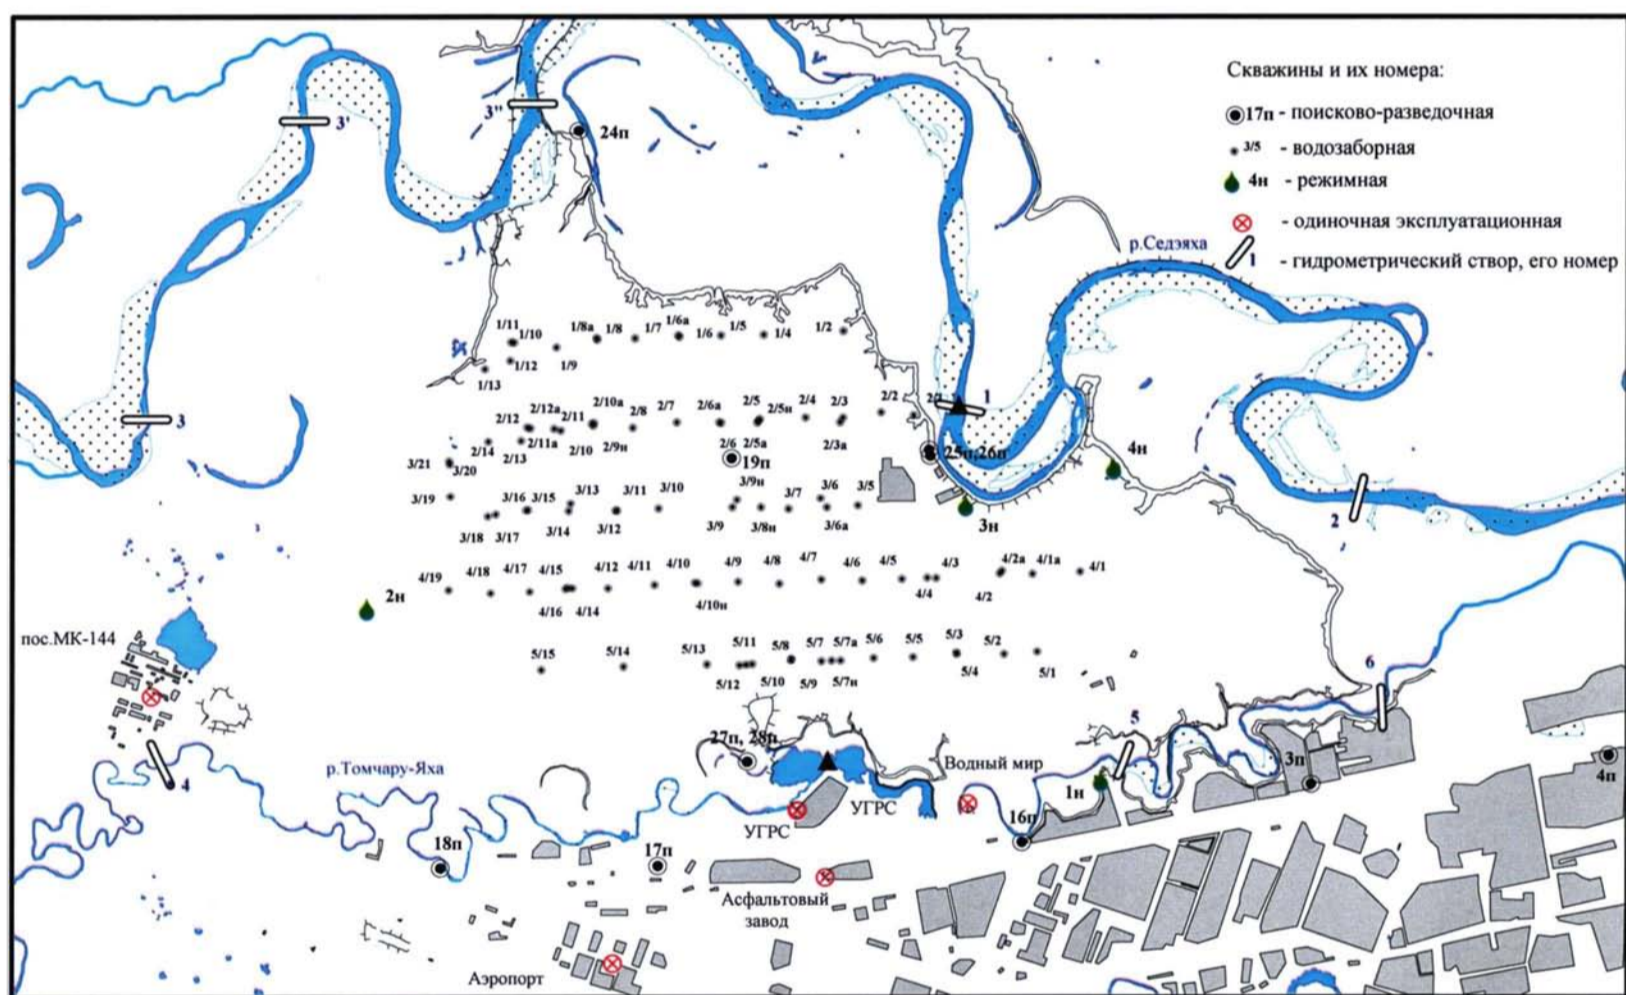 Скважины и их номера:
17п - поисково-разведочная
3/5 - водозаборная
4н - режимная
- одиночная эксплуатационная
1 - гидрометрический створ, его номер
3'
3"
24п
р.Седэяха
1/11 1/10 1/8а 1/8 1/7 1/6а 1/6 1/5 1/4 1/2
1/12 1/9
1/13
3
2/12 2/12а 2/11 2/10а 2/8 2/7 2/6а 2/5 2/5н 2/4 2/3 2/2
1
2/14 2/13 2/11а 2/10 2/9н 2/6 2/5а 2/3а
19п
25п,26п
4н
3/21 3/20
3/19 3/16 3/15 3/13 3/11 3/10 3/9н 3/7 3/6 3/5
3/18 3/17 3/14 3/12 3/9 3/8н 3/6а
3н
2
4/19 4/18 4/17 4/15 4/12 4/11 4/10 4/9 4/8 4/7 4/6 4/5 4/3 4/2а 4/1а 4/1
4/16 4/14 4/10н 4/4 4/2
2н
пос.МК-144
5/15 5/14 5/13 5/11 5/8 5/7 5/7а 5/6 5/5 5/3 5/2
5/12 5/10 5/9 5/7н 5/4 5/1
6
27п, 28п
5
4
р.Томчару-Яха
Водный мир
3п
4п
1н
УГРС
УГРС
16п
18п
17п
Асфальтовый
завод
Аэропорт